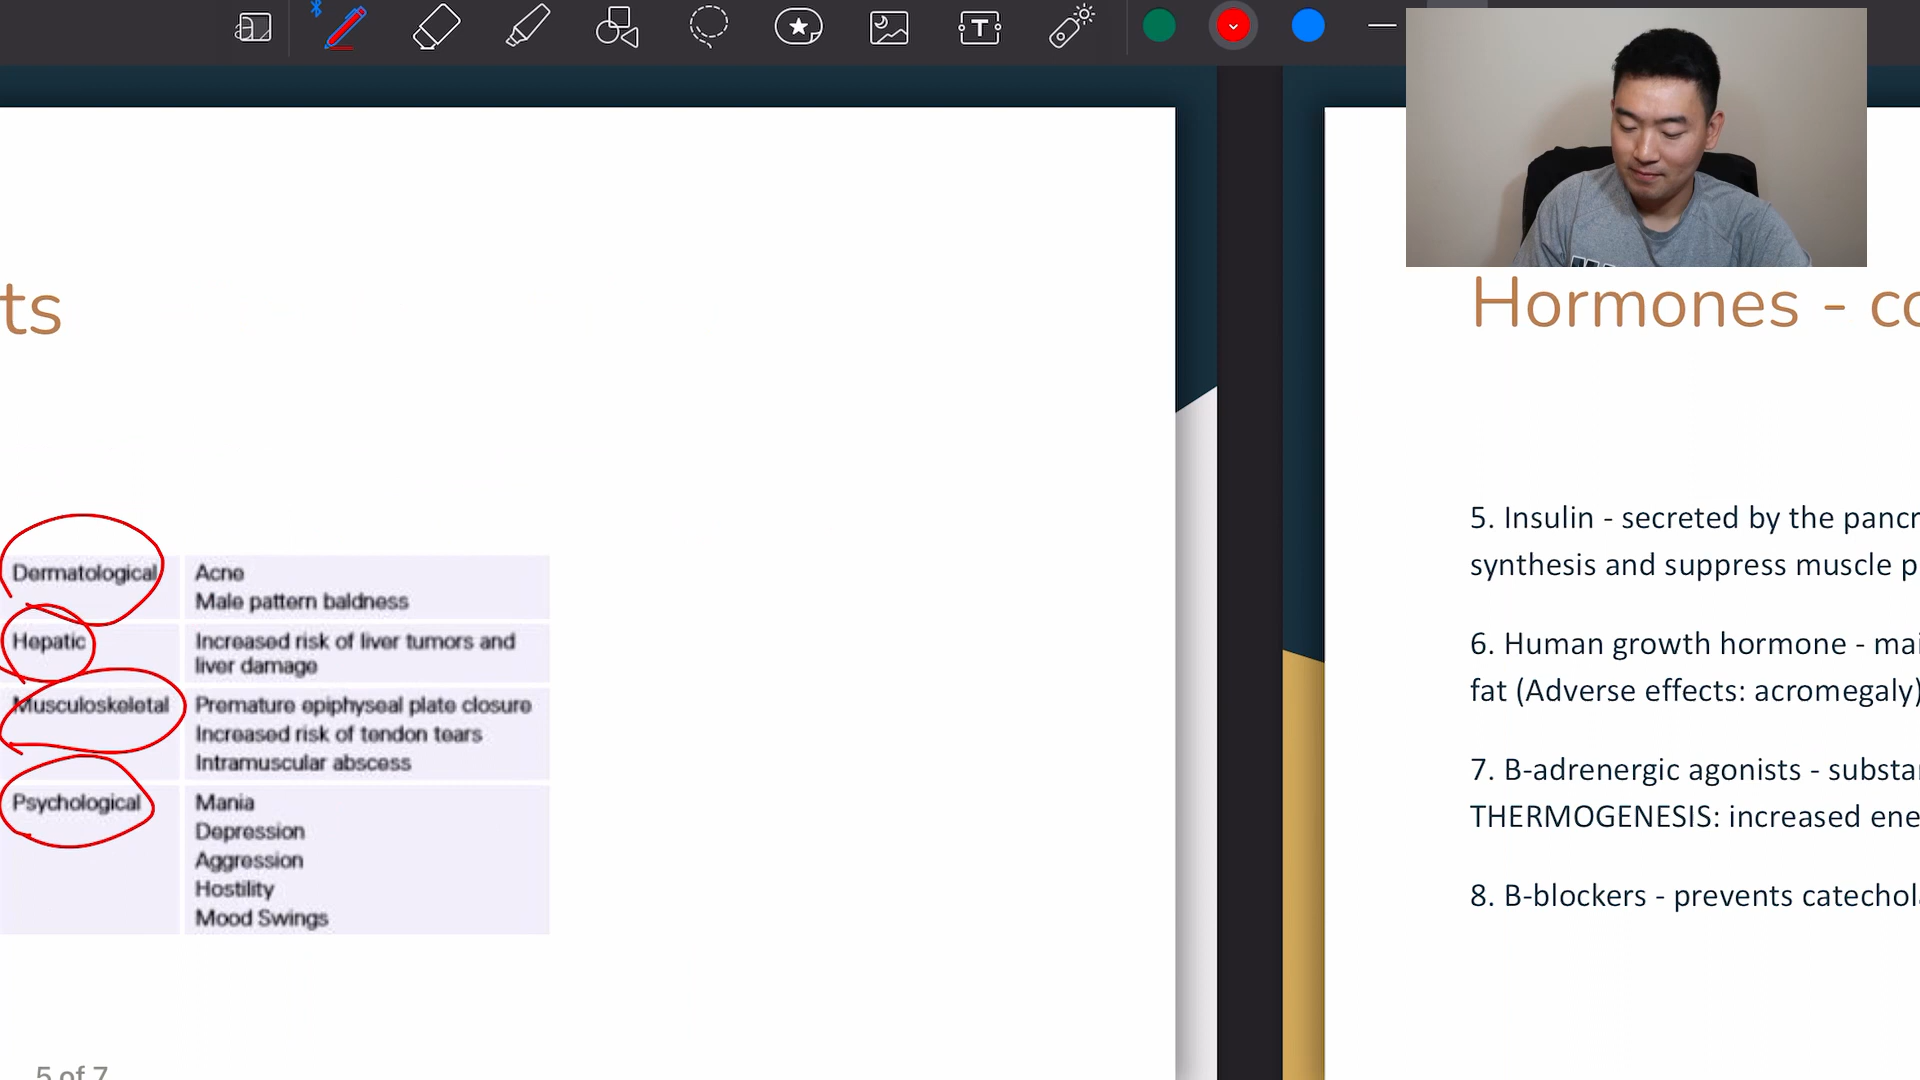 ts
Dermatological
Acne
Male pattern baldness
Hepatic
Increased risk of liver tumors and
liver damage
Musculoskeletal
Premature epiphyseal plate closure
Increased risk of tendon tears
Intramuscular abscess
Psychological
Mania
Depression
Aggression
Hostility
Mood Swings
5 of 7
Hormones - co
5. Insulin - secreted by the pancr
synthesis and suppress muscle p
6. Human growth hormone - mai
fat (Adverse effects: acromegaly)
7. B-adrenergic agonists - substa
THERMOGENESIS: increased ene
8. B-blockers - prevents catechol